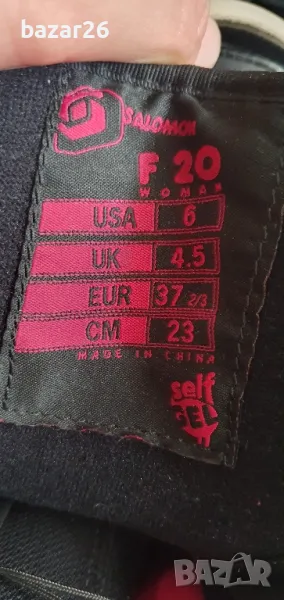 bazar26
SALOMON
F 20
WOMAN
USA 6
UK 4.5
EUR 37 2/3
CM 23
MADE IN CHINA
self
GEL
BAZAR